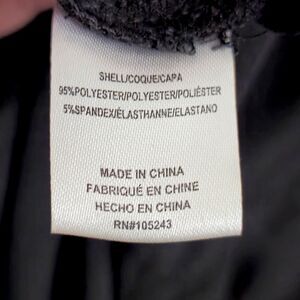 SHELL/COQUE/CAPA
95%POLYESTER/POLYESTER/POLIÉSTER
5%SPANDEX/ÉLASTHANNE/ELASTANO
MADE IN CHINA
FABRIQUÉ EN CHINE
HECHO EN CHINA
RN#105243